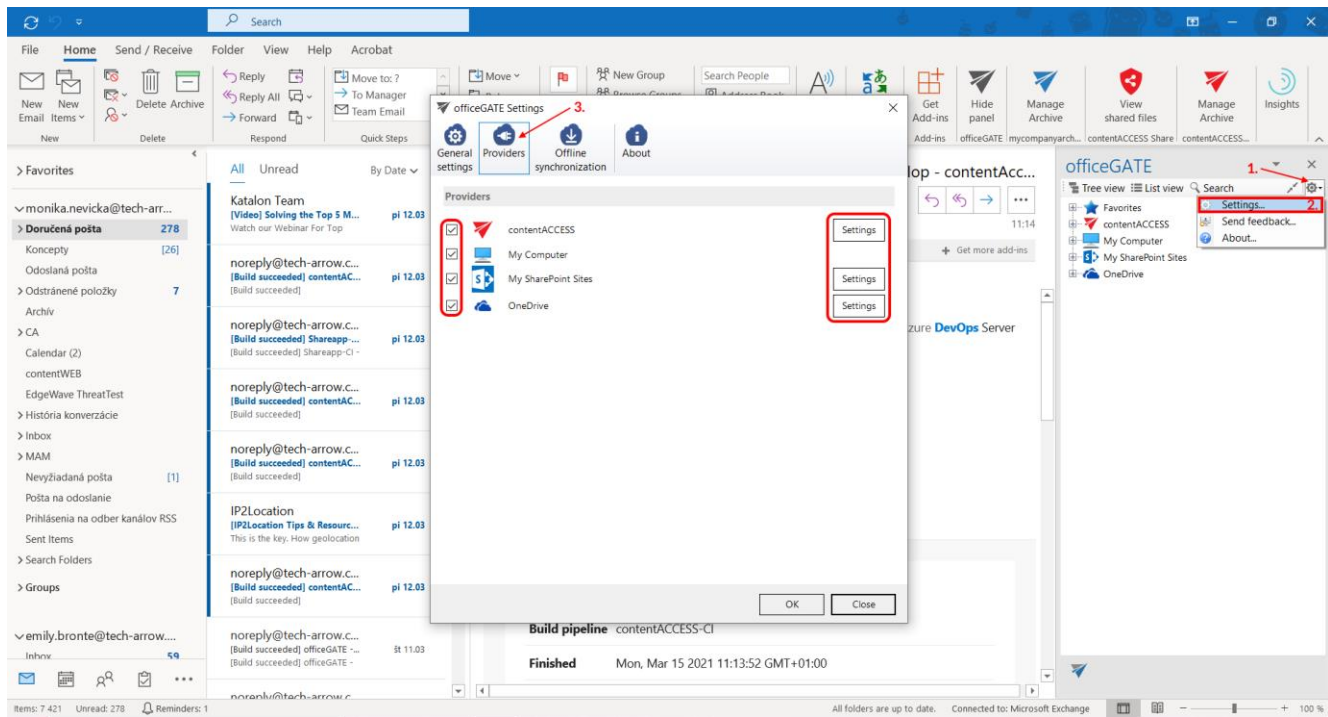 Search
File Home Send / Receive Folder View Help Acrobat
New Email
New Items
Delete Archive
Reply
Reply All
Forward
Move to: ?
To Manager
Team Email
Move
New Group
Search People
Get Add-ins
Hide panel
Manage Archive
View shared files
Manage Archive
Insights
New Delete Respond Quick Steps Add-ins officeGATE mycompanyarch... contentACCESS Share contentACCESS...
Favorites
monika.nevicka@tech-arr...
Doručená pošta 278
Koncepty [26]
Odoslaná pošta
Odstránené položky 7
Archív
CA
Calendar (2)
contentWEB
EdgeWave ThreatTest
História konverzácie
Inbox
MAM
Nevyžiadaná pošta [1]
Pošta na odoslanie
Prihlásenia na odber kanálov RSS
Sent Items
Search Folders
Groups
emily.bronte@tech-arrow....
Inbox 59
All Unread By Date
Katalon Team
[Video] Solving the Top 5 M... pi 12.03
Watch our Webinar For Top
noreply@tech-arrow.c...
[Build succeeded] contentAC... pi 12.03
[Build succeeded]
noreply@tech-arrow.c...
[Build succeeded] Shareapp-... pi 12.03
[Build succeeded] Shareapp-CI -
noreply@tech-arrow.c...
[Build succeeded] contentAC... pi 12.03
[Build succeeded]
noreply@tech-arrow.c...
[Build succeeded] contentAC... pi 12.03
[Build succeeded]
IP2Location
[IP2Location Tips & Resourc... pi 12.03
This is the key. How geolocation
noreply@tech-arrow.c...
[Build succeeded] contentAC... pi 12.03
[Build succeeded]
noreply@tech-arrow.c...
[Build succeeded] officeGATE -... št 11.03
[Build succeeded] officeGATE -
noreply@tech-arrow.c
officeGATE Settings 3.
General settings
Providers
Offline synchronization
About
Providers
contentACCESS Settings
My Computer
My SharePoint Sites Settings
OneDrive Settings
OK Close
lop - contentAcc...
11:14
+ Get more add-ins
zure DevOps Server
Build pipeline contentACCESS-CI
Finished Mon, Mar 15 2021 11:13:52 GMT+01:00
officeGATE 1.
Tree view List view Search
Favorites
contentACCESS
My Computer
My SharePoint Sites
OneDrive
Settings... 2.
Send feedback...
About...
Items: 7 421 Unread: 278 Reminders: 1 All folders are up to date. Connected to: Microsoft Exchange 100 %